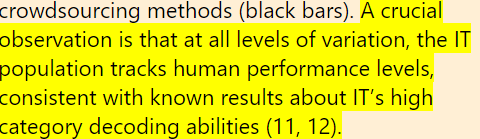 crowdsourcing methods (black bars). A crucial
observation is that at all levels of variation, the IT
population tracks human performance levels,
consistent with known results about IT’s high
category decoding abilities (11, 12).